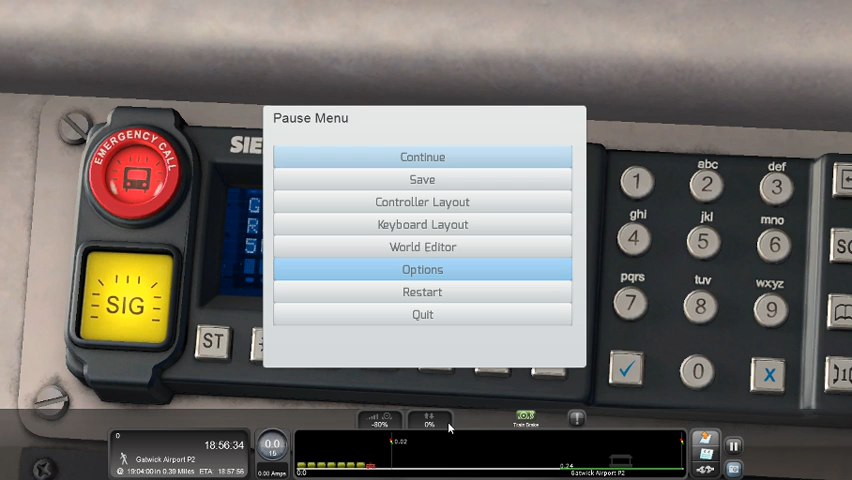 EMERGENCY CALL
SIE
SIG
ST
Pause Menu
Continue
Save
Controller Layout
Keyboard Layout
World Editor
Options
Restart
Quit
abc
def
1
2
3
ghi
jkl
mno
4
5
6
pqrs
tuv
wxyz
7
8
9
0
-80%
0%
Train Brake
0
18:56:34
Gatwick Airport P2
19:04:00 in 0.39 Miles ETA: 18:57:56
0.0
15
0.00 Amps
0.02
0.0
0.24
Gatwick Airport P2